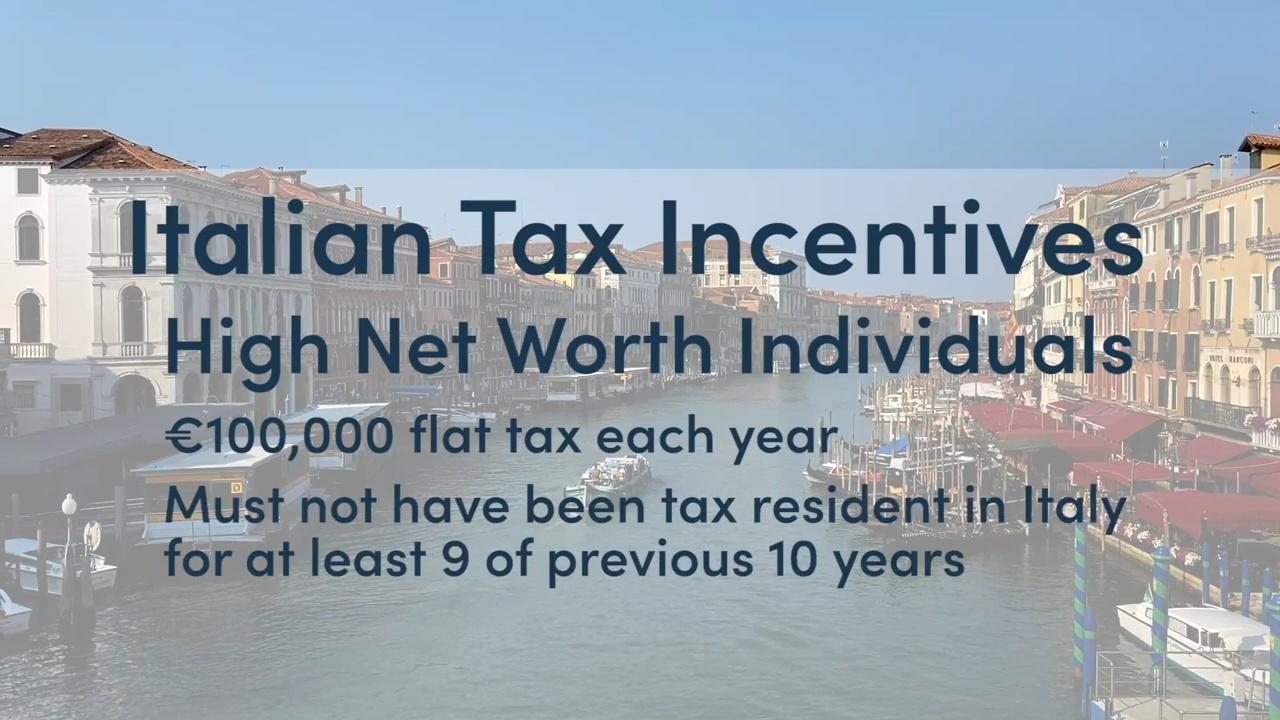 Italian Tax Incentives
High Net Worth Individuals
€100,000 flat tax each year
Must not have been tax resident in Italy
for at least 9 of previous 10 years